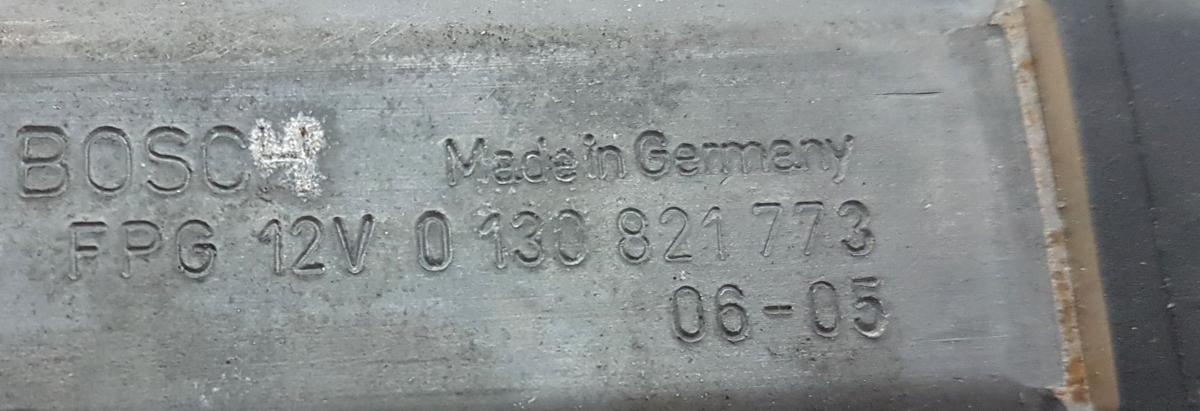 BOSCH Made in Germany
FPG 12V 0 130 821 773
06-05